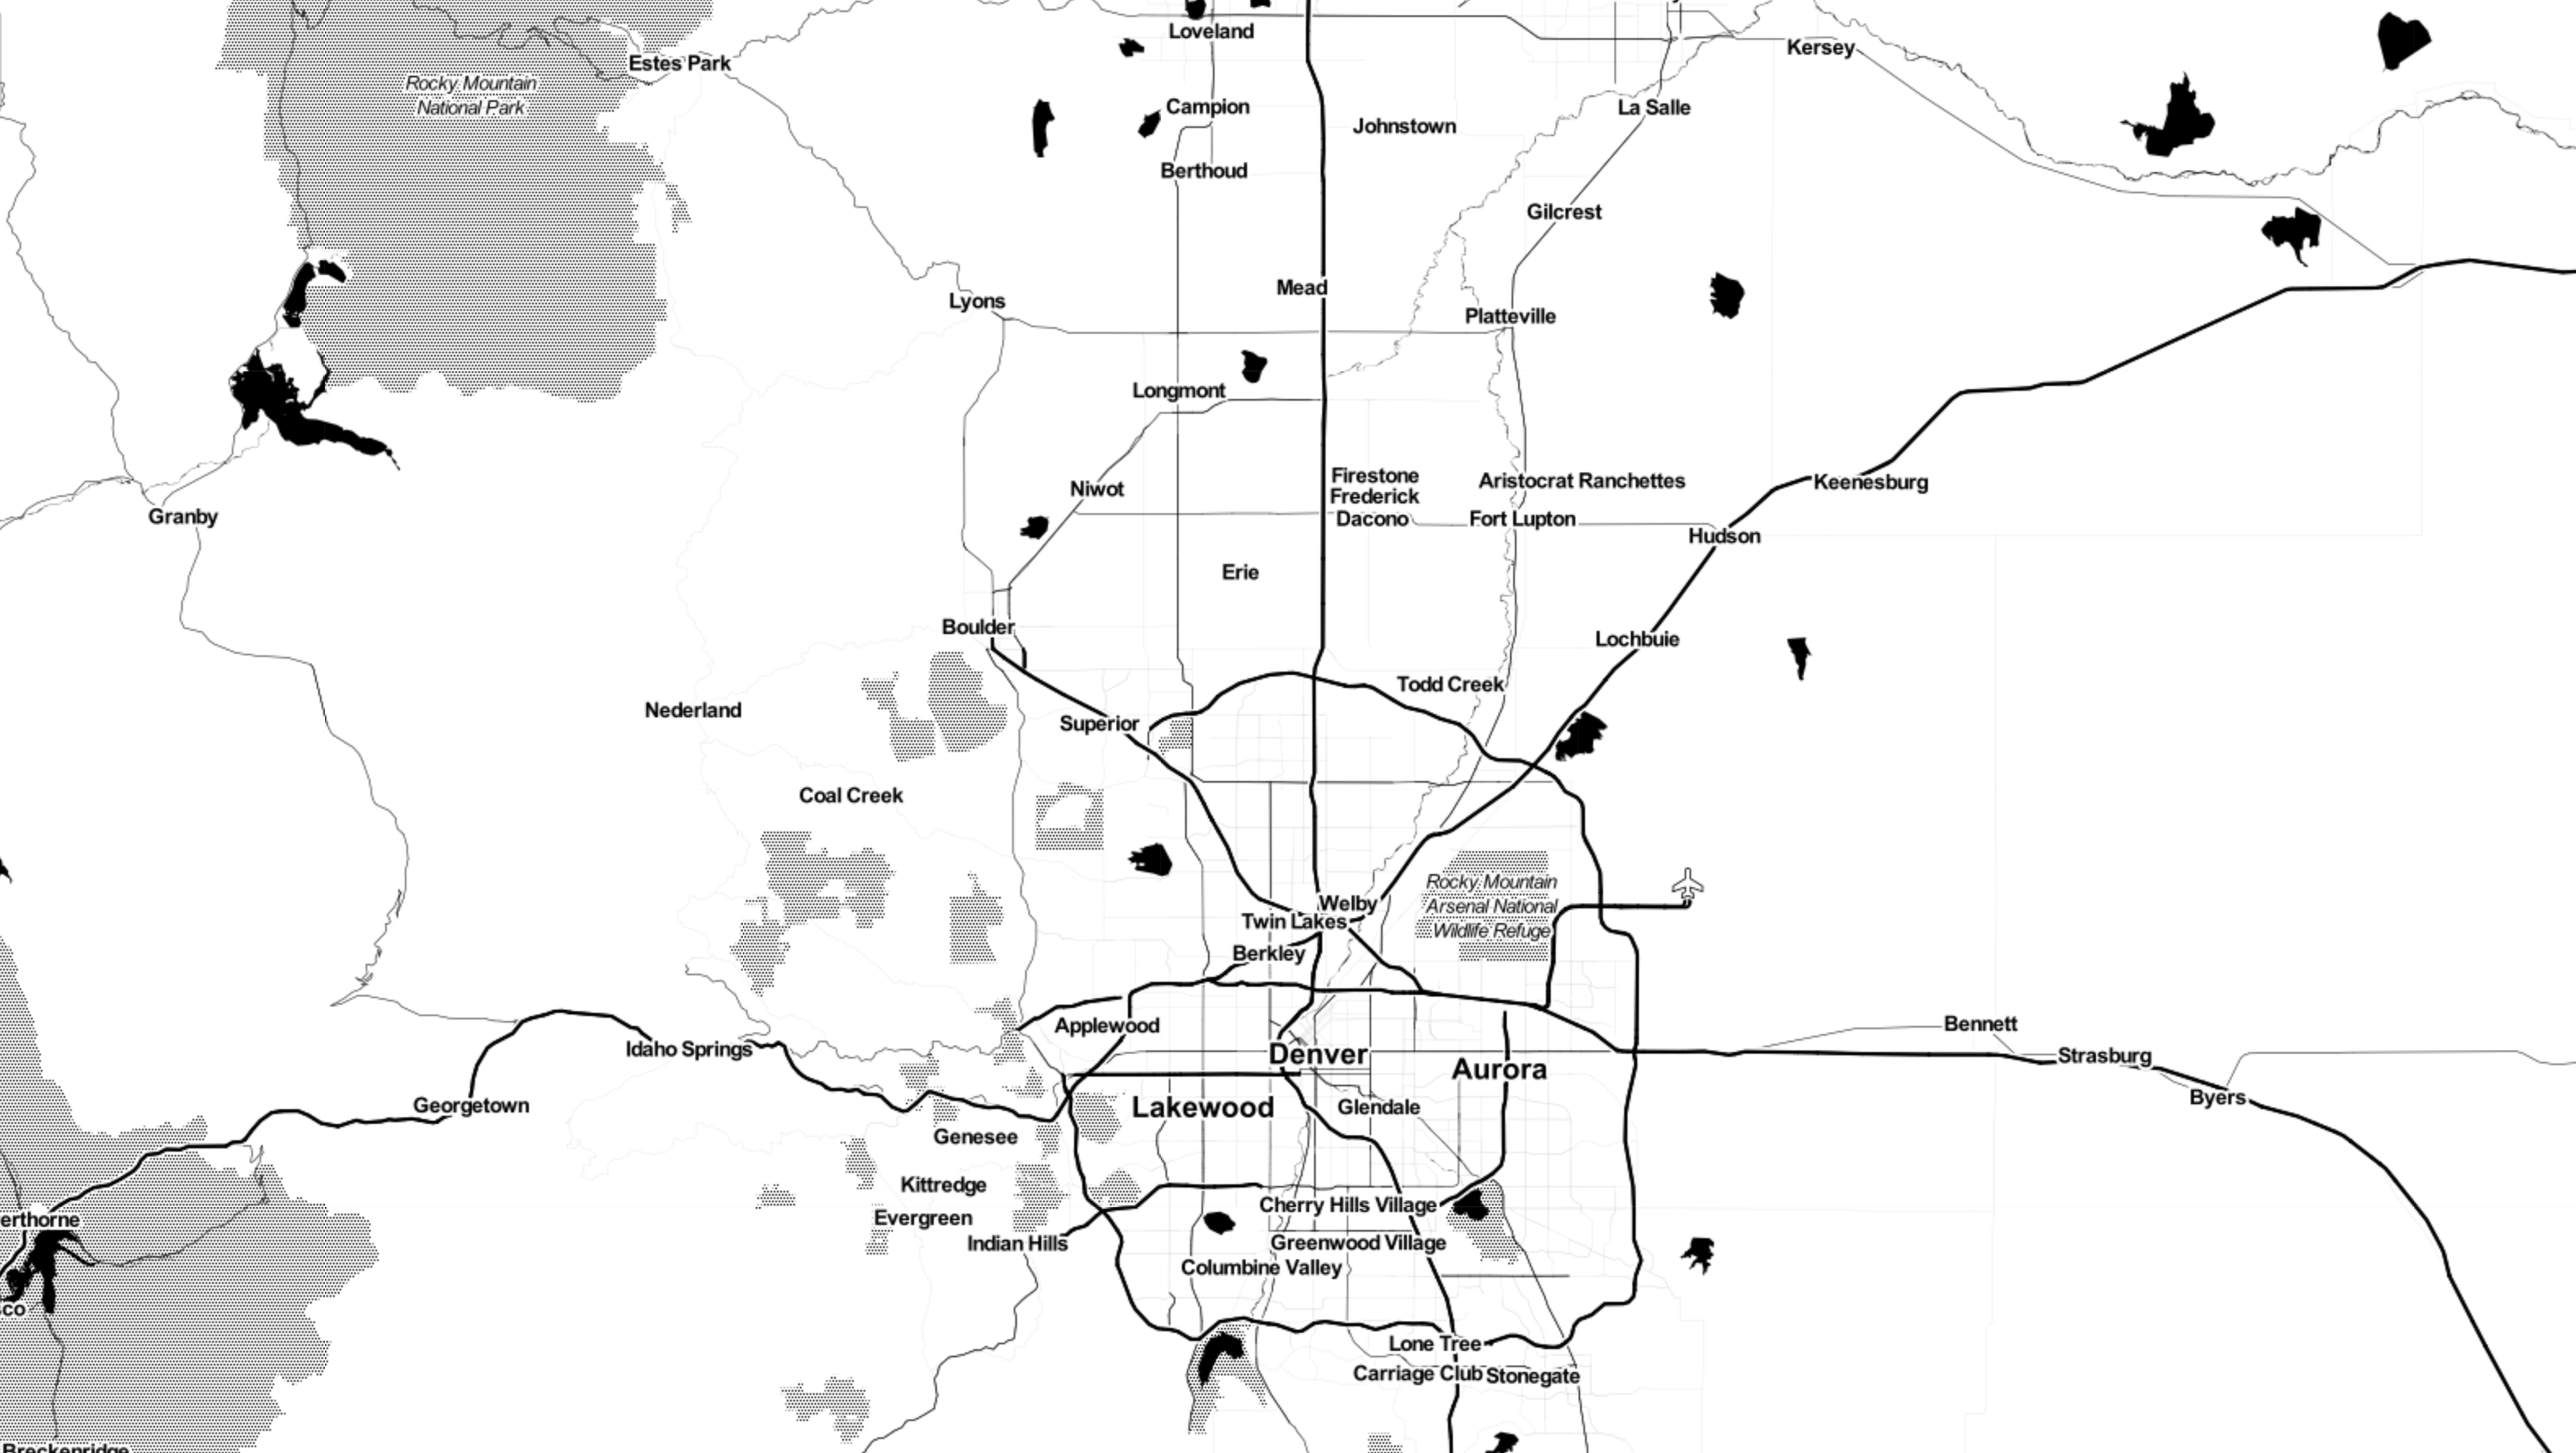 Loveland
Kersey
Estes Park
Rocky Mountain
National Park
Campion
La Salle
Johnstown
Berthoud
Gilcrest
Mead
Lyons
Platteville
Longmont
Firestone
Aristocrat Ranchettes
Keenesburg
Niwot
Frederick
Granby
Dacono
Fort Lupton
Hudson
Erie
Boulder
Lochbuie
Todd Creek
Nederland
Superior
Coal Creek
Rocky Mountain
Arsenal National
Wildlife Refuge
Welby
Twin Lakes
Berkley
Bennett
Applewood
Idaho Springs
Denver
Strasburg
Aurora
Byers
Georgetown
Lakewood
Glendale
Genesee
Kittredge
Cherry Hills Village
Evergreen
erthorne
Indian Hills
Greenwood Village
Columbine Valley
sco
Lone Tree
Carriage Club
Stonegate
Breckenridge